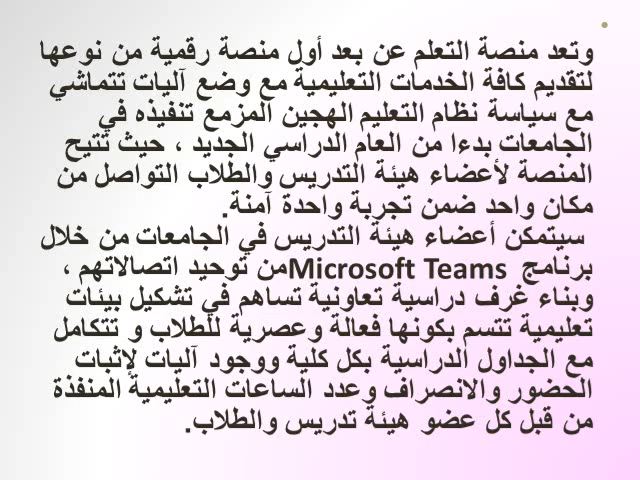 وتعد منصة التعلم عن بعد أول منصة رقمية من نوعها
لتقديم كافة الخدمات التعليمية مع وضع آليات تتماشي
مع سياسة نظام التعليم الهجين المزمع تنفيذه في
الجامعات بدءا من العام الدراسي الجديد ، حيث تتيح
المنصة لأعضاء هيئة التدريس والطلاب التواصل من
مكان واحد ضمن تجربة واحدة آمنة.
سيتمكن أعضاء هيئة التدريس في الجامعات من خلال
برنامج Microsoft Teamsمن توحيد اتصالاتهم ،
وبناء غرف دراسية تعاونية تساهم في تشكيل بيئات
تعليمية تتسم بكونها فعالة وعصرية للطلاب و تتكامل
مع الجداول الدراسية بكل كلية ووجود آليات لإثبات
الحضور والانصراف وعدد الساعات التعليمية المنفذة
من قبل كل عضو هيئة تدريس والطلاب.